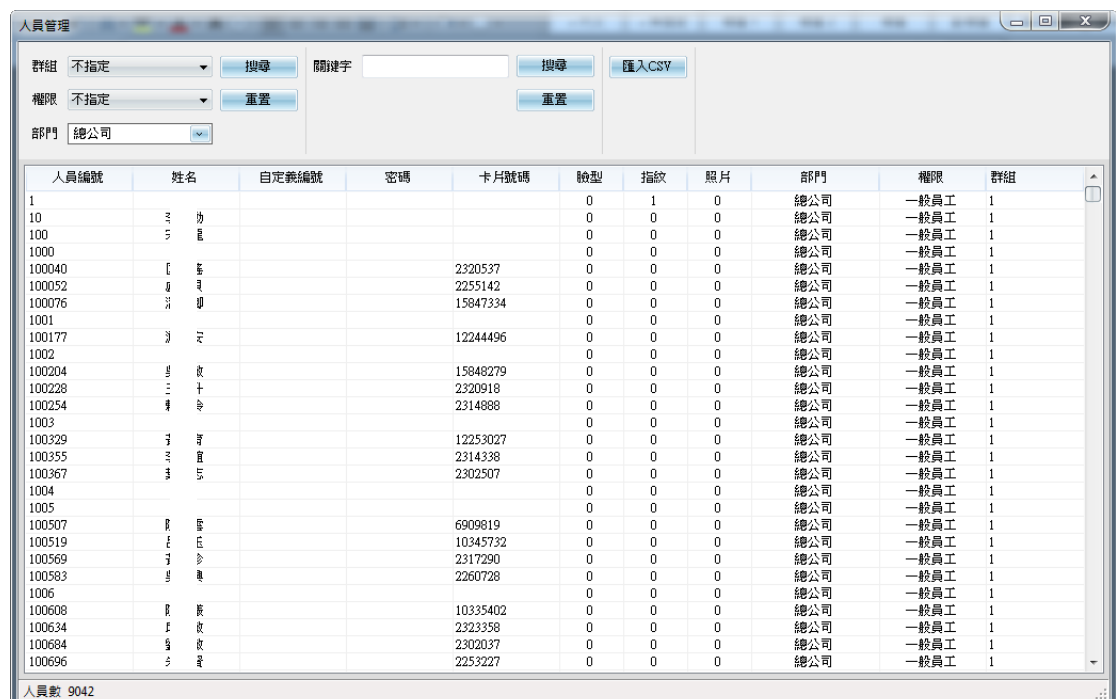 人員管理
群組 不指定 搜尋 關鍵字 搜尋 匯入CSV
權限 不指定 重置 重置
部門 總公司
人員編號 姓名 自定義編號 密碼 卡片號碼 臉型 指紋 照片 部門 權限 群組
1 0 1 0 總公司 一般員工 1
10 0 0 0 總公司 一般員工 1
100 0 0 0 總公司 一般員工 1
1000 0 0 0 總公司 一般員工 1
100040 2320537 0 0 0 總公司 一般員工 1
100052 2255142 0 0 0 總公司 一般員工 1
100076 15847334 0 0 0 總公司 一般員工 1
1001 0 0 0 總公司 一般員工 1
100177 12244496 0 0 0 總公司 一般員工 1
1002 0 0 0 總公司 一般員工 1
100204 15848279 0 0 0 總公司 一般員工 1
100228 2320918 0 0 0 總公司 一般員工 1
100254 2314888 0 0 0 總公司 一般員工 1
1003 0 0 0 總公司 一般員工 1
100329 12253027 0 0 0 總公司 一般員工 1
100355 2314338 0 0 0 總公司 一般員工 1
100367 2302507 0 0 0 總公司 一般員工 1
1004 0 0 0 總公司 一般員工 1
1005 0 0 0 總公司 一般員工 1
100507 6909819 0 0 0 總公司 一般員工 1
100519 10345732 0 0 0 總公司 一般員工 1
100569 2317290 0 0 0 總公司 一般員工 1
100583 2260728 0 0 0 總公司 一般員工 1
1006 0 0 0 總公司 一般員工 1
100608 10335402 0 0 0 總公司 一般員工 1
100634 2323358 0 0 0 總公司 一般員工 1
100684 2302037 0 0 0 總公司 一般員工 1
100696 2253227 0 0 0 總公司 一般員工 1
人員數 9042